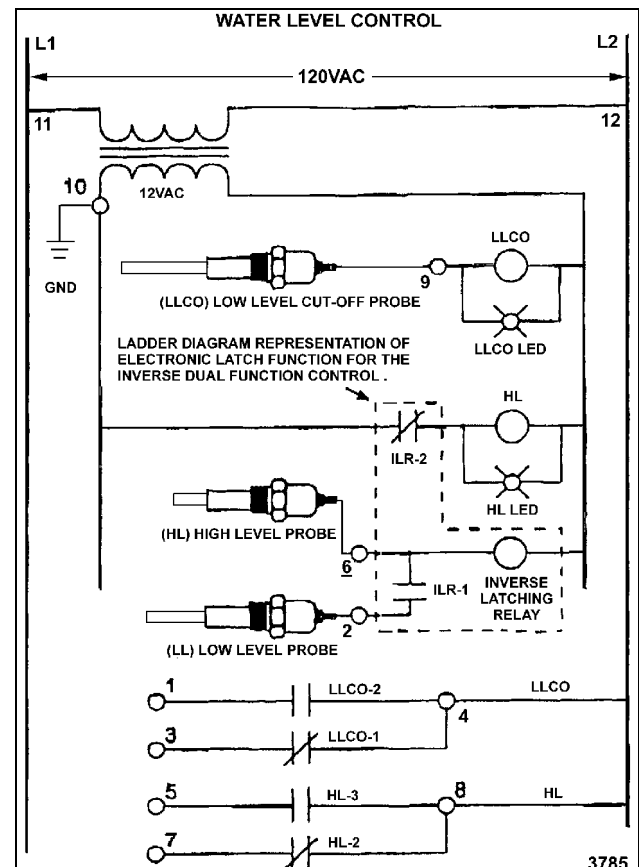 WATER LEVEL CONTROL
L1
L2
120VAC
11
12
10
12VAC
GND
LLCO
9
(LLCO) LOW LEVEL CUT-OFF PROBE
LLCO LED
LADDER DIAGRAM REPRESENTATION OF
ELECTRONIC LATCH FUNCTION FOR THE
INVERSE DUAL FUNCTION CONTROL .
HL
ILR-2
HL LED
(HL) HIGH LEVEL PROBE
6
ILR-1
INVERSE
LATCHING
RELAY
2
(LL) LOW LEVEL PROBE
1
LLCO-2
LLCO
4
3
LLCO-1
5
HL-3
8
HL
7
HL-2
3785